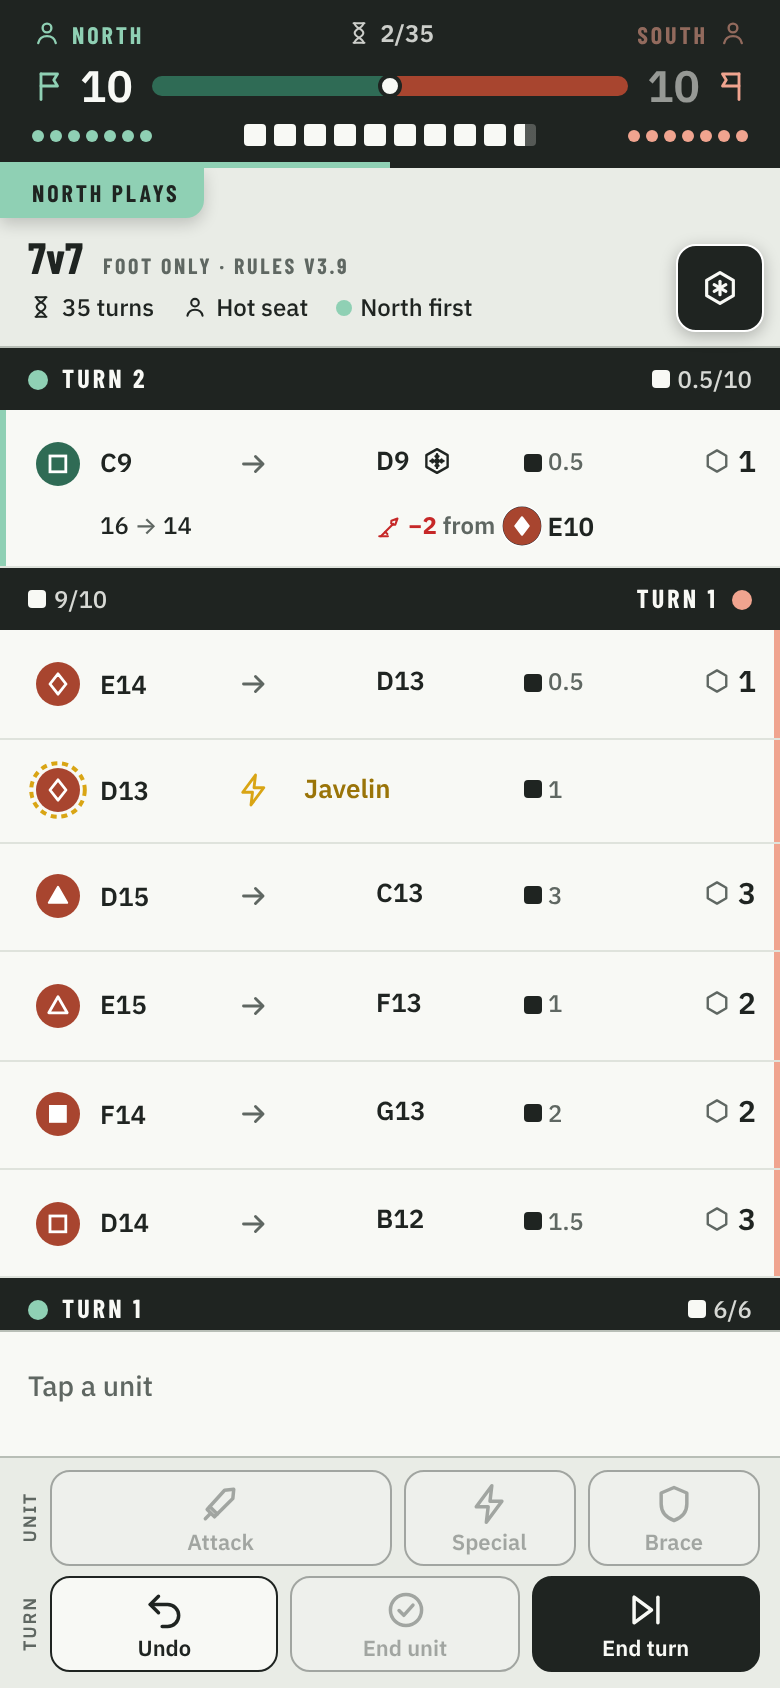 NORTH 2/35 SOUTH
10 10
NORTH PLAYS
7v7 FOOT ONLY · RULES V3.9
35 turns Hot seat North first
TURN 2 0.5/10
C9 → D9 0.5 1
16 → 14 −2 from E10
9/10 TURN 1
E14 → D13 0.5 1
D13 Javelin 1
D15 → C13 3 3
E15 → F13 1 2
F14 → G13 2 2
D14 → B12 1.5 3
TURN 1 6/6
Tap a unit
UNIT
Attack Special Brace
TURN
Undo End unit End turn